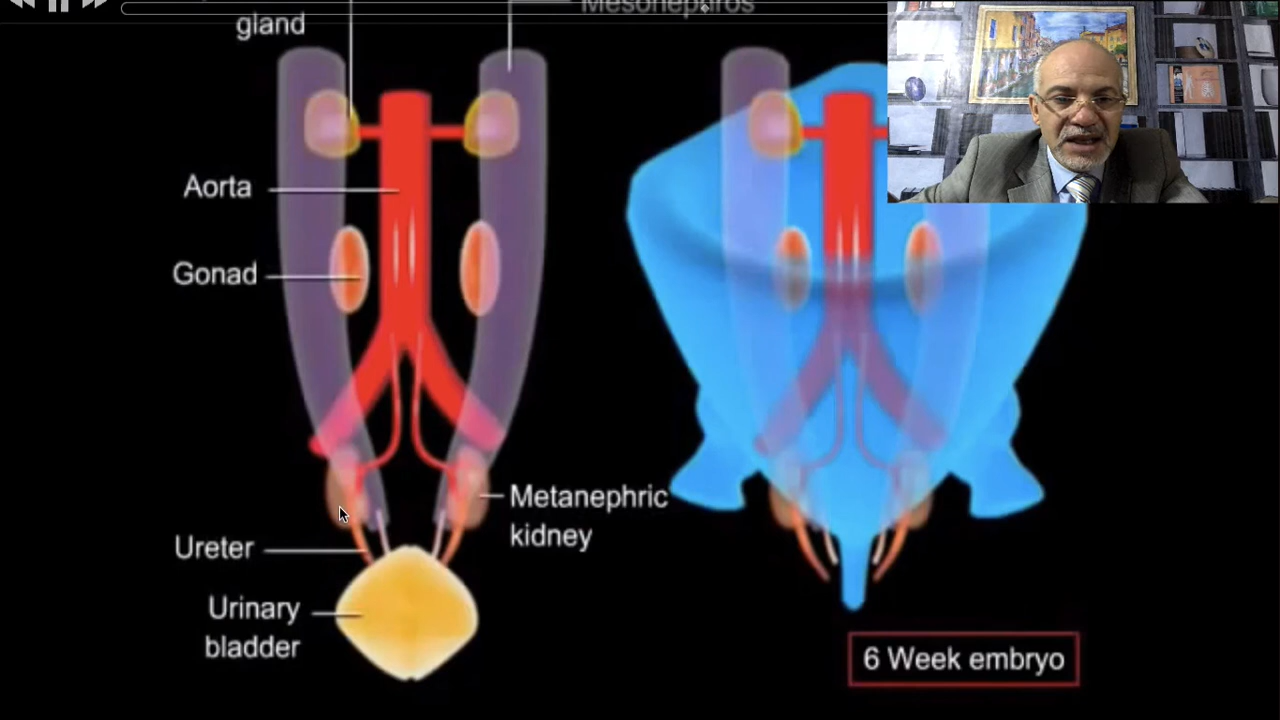 Mesonephros
gland
Aorta
Gonad
Metanephric
kidney
Ureter
Urinary
bladder
6 Week embryo